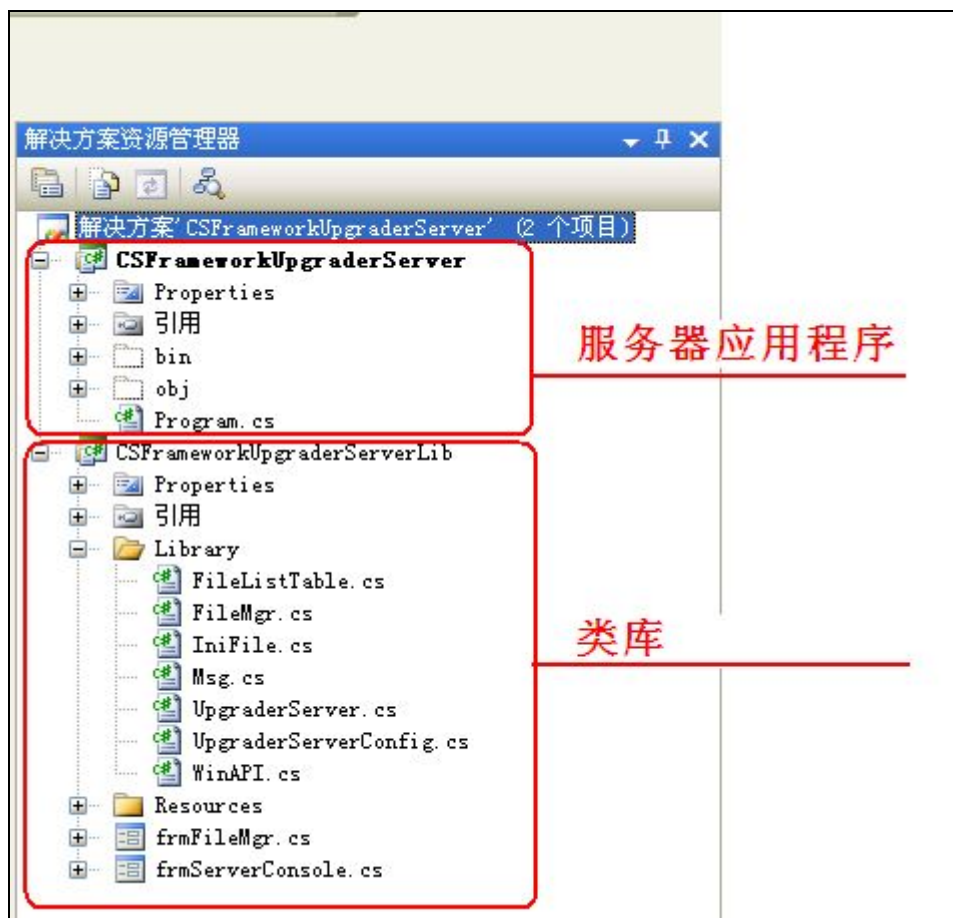 解决方案资源管理器
解决方案'CSFrameworkUpgraderServer' (2 个项目)
CSFrameworkUpgraderServer
Properties
引用
bin
obj
Program.cs
服务器应用程序
CSFrameworkUpgraderServerLib
Properties
引用
Library
FileListTable.cs
FileMgr.cs
IniFile.cs
Msg.cs
UpgraderServer.cs
UpgraderServerConfig.cs
WinAPI.cs
类库
Resources
frmFileMgr.cs
frmServerConsole.cs